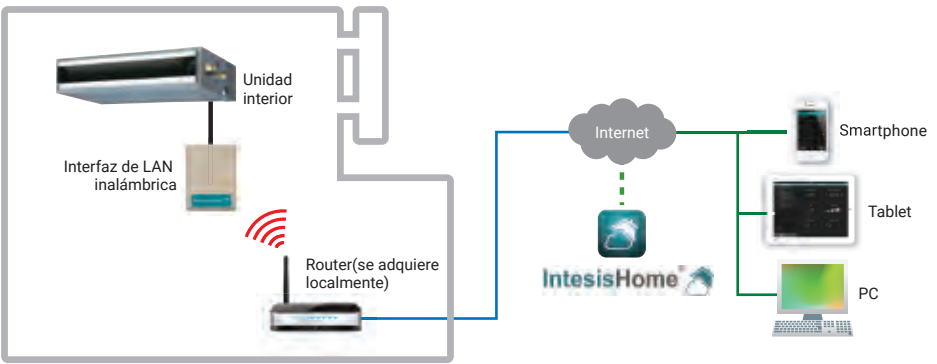 Unidad
interior
Interfaz de LAN
inalámbrica
Router(se adquiere
localmente)
Internet
IntesisHome®
Smartphone
Tablet
PC